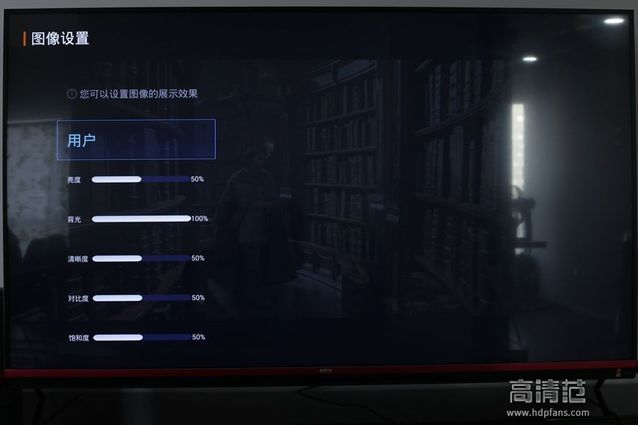 图像设置
您可以设置图像的展示效果
用户
亮度 50%
背光 100%
清晰度 50%
对比度 50%
饱和度 50%
高清范
www.hdpfans.com